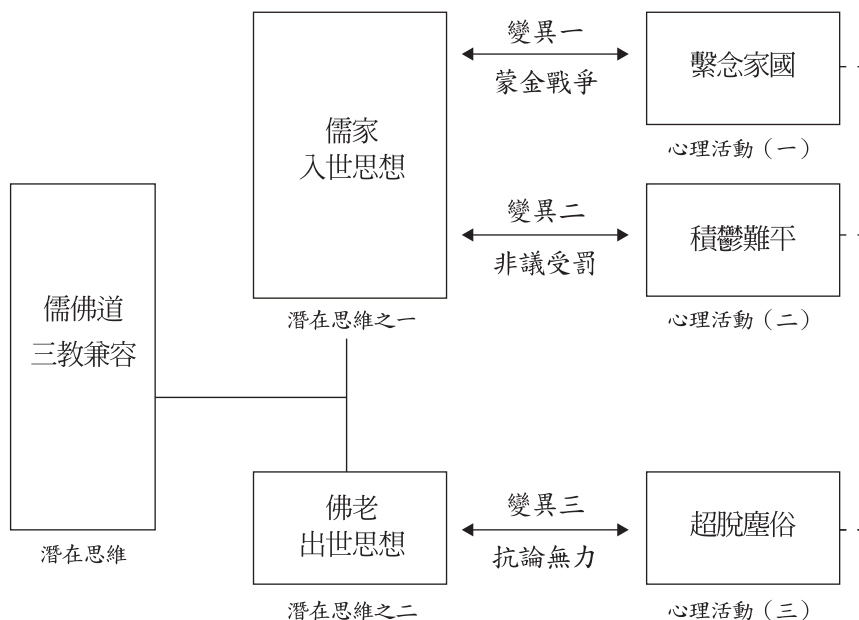 儒佛道
三教兼容
潛在思維
儒家
入世思想
潛在思維之一
變異一
蒙金戰爭
繫念家國
心理活動（一）
變異二
非議受罰
積鬱難平
心理活動（二）
佛老
出世思想
潛在思維之二
變異三
抗論無力
超脫塵俗
心理活動（三）